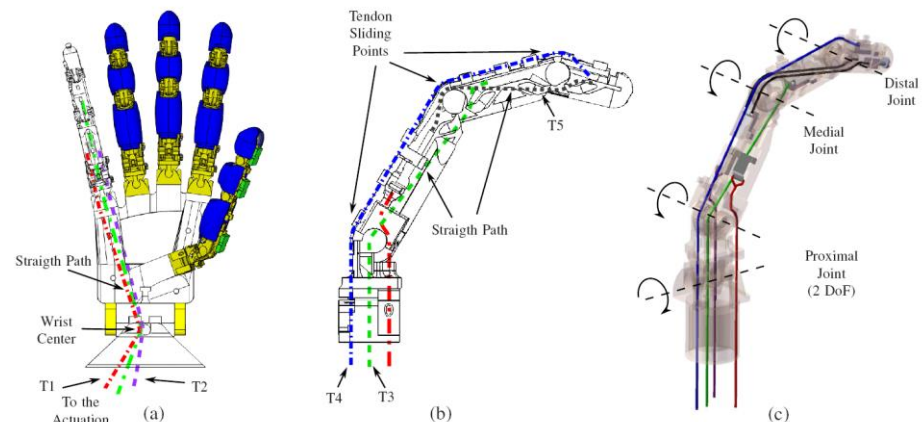 Straigth Path
Wrist
Center
T1
T2
To the
Actuation
(a)
Tendon
Sliding
Points
T5
Straigth Path
T4
T3
(b)
Distal
Joint
Medial
Joint
Proximal
Joint
(2 DoF)
(c)